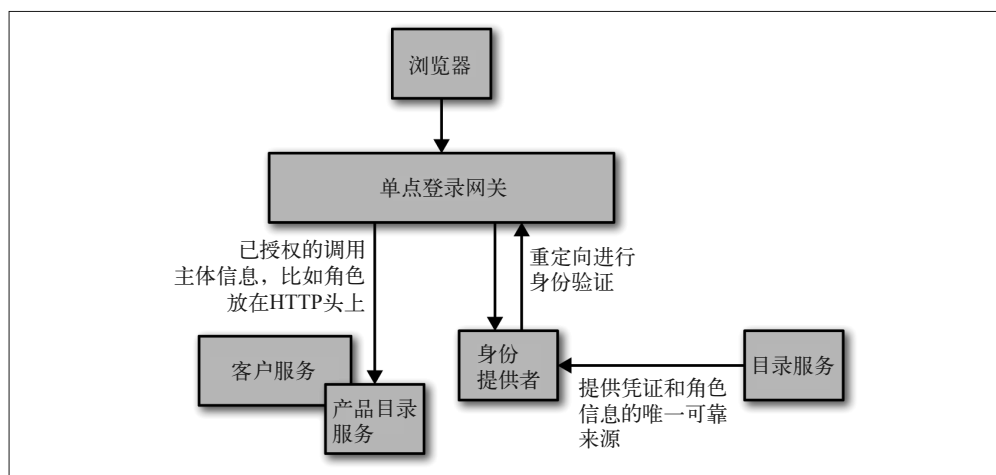 浏览器
单点登录网关
已授权的调用
主体信息，比如角色
放在HTTP头上
重定向进行
身份验证
客户服务
产品目录
服务
身份
提供者
目录服务
提供凭证和角色
信息的唯一可靠
来源